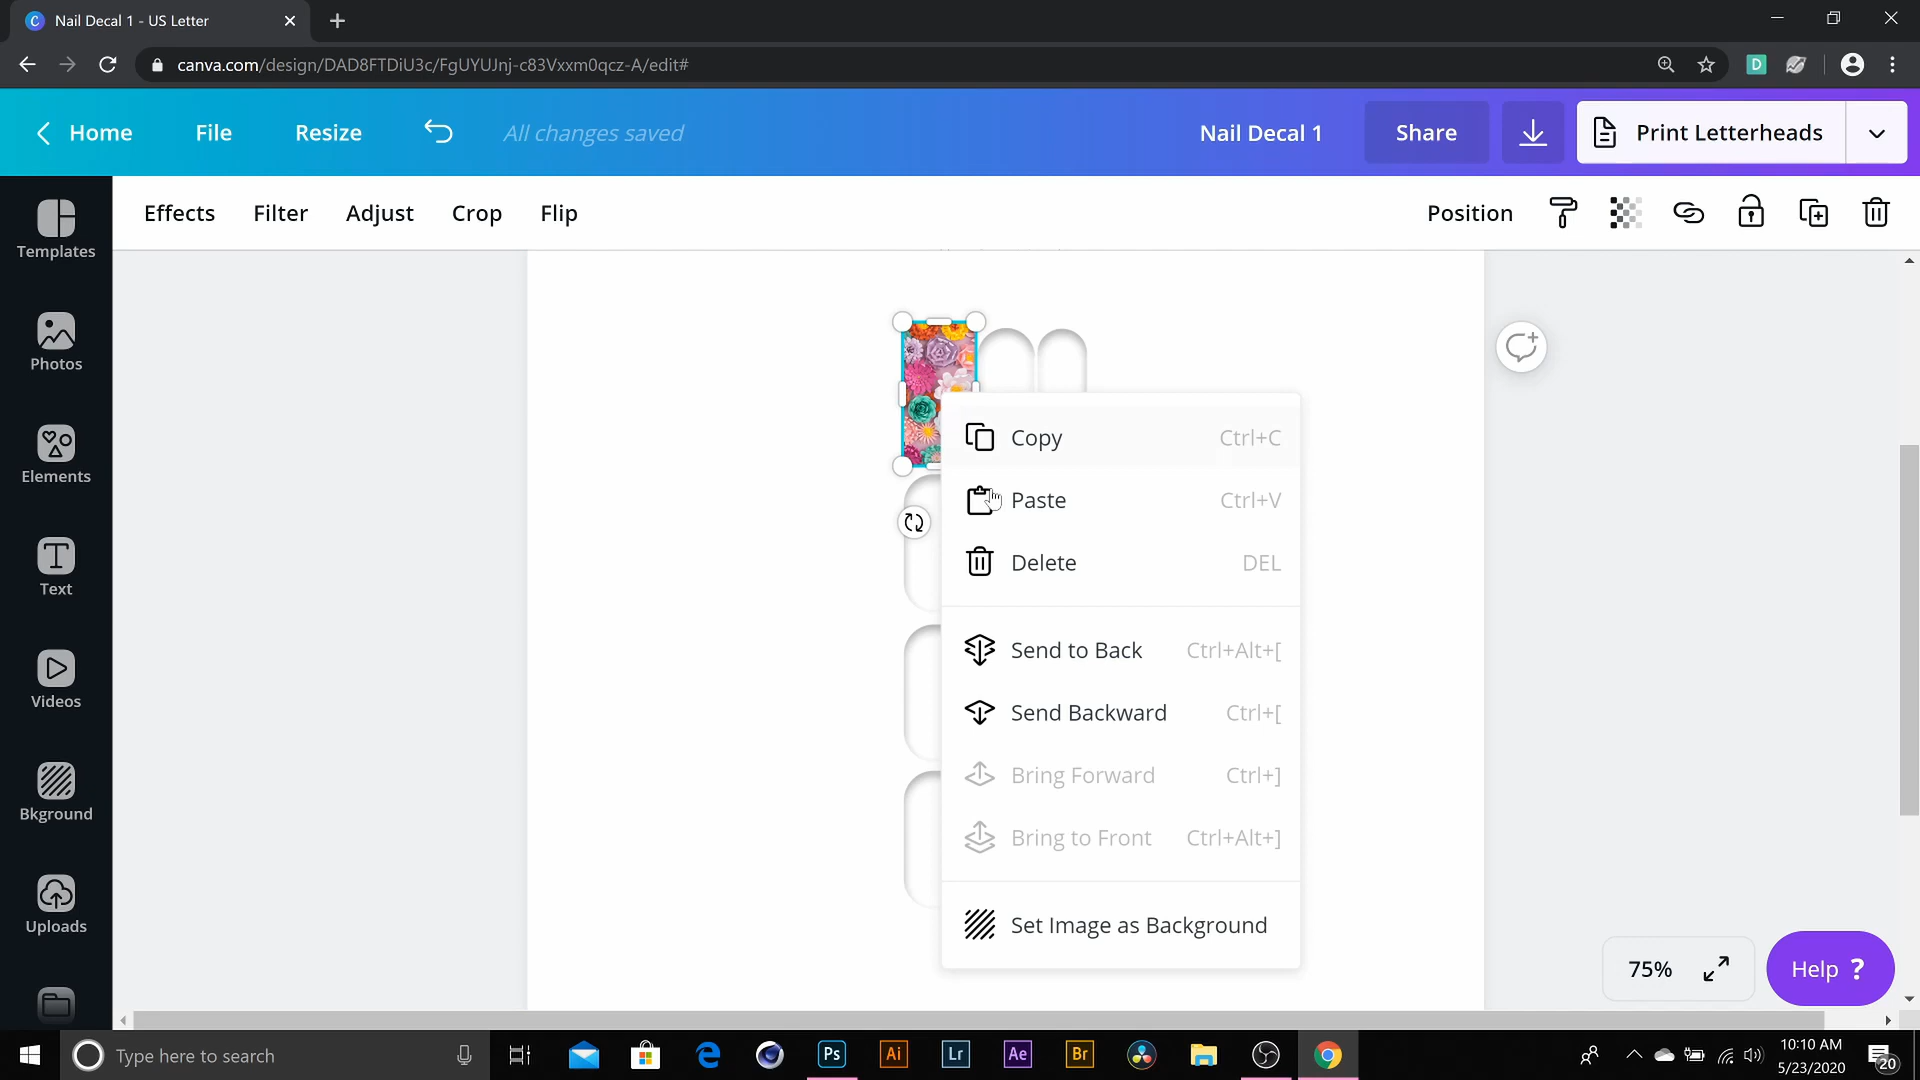 Nail Decal 1 - US Letter
canva.com/design/DAD8FTDiU3c/FgUYUJnj-c83Vxxm0qcz-A/edit#
D
Home File Resize All changes saved Nail Decal 1 Share Print Letterheads
Effects Filter Adjust Crop Flip Position
Templates
Photos
Elements
Text
Videos
Bkground
Uploads
Copy Ctrl+C
Paste Ctrl+V
Delete DEL
Send to Back Ctrl+Alt+[
Send Backward Ctrl+[
Bring Forward Ctrl+]
Bring to Front Ctrl+Alt+]
Set Image as Background
75% Help ?
Type here to search
Ps Ai Lr Ae Br
10:10 AM
5/23/2020
20